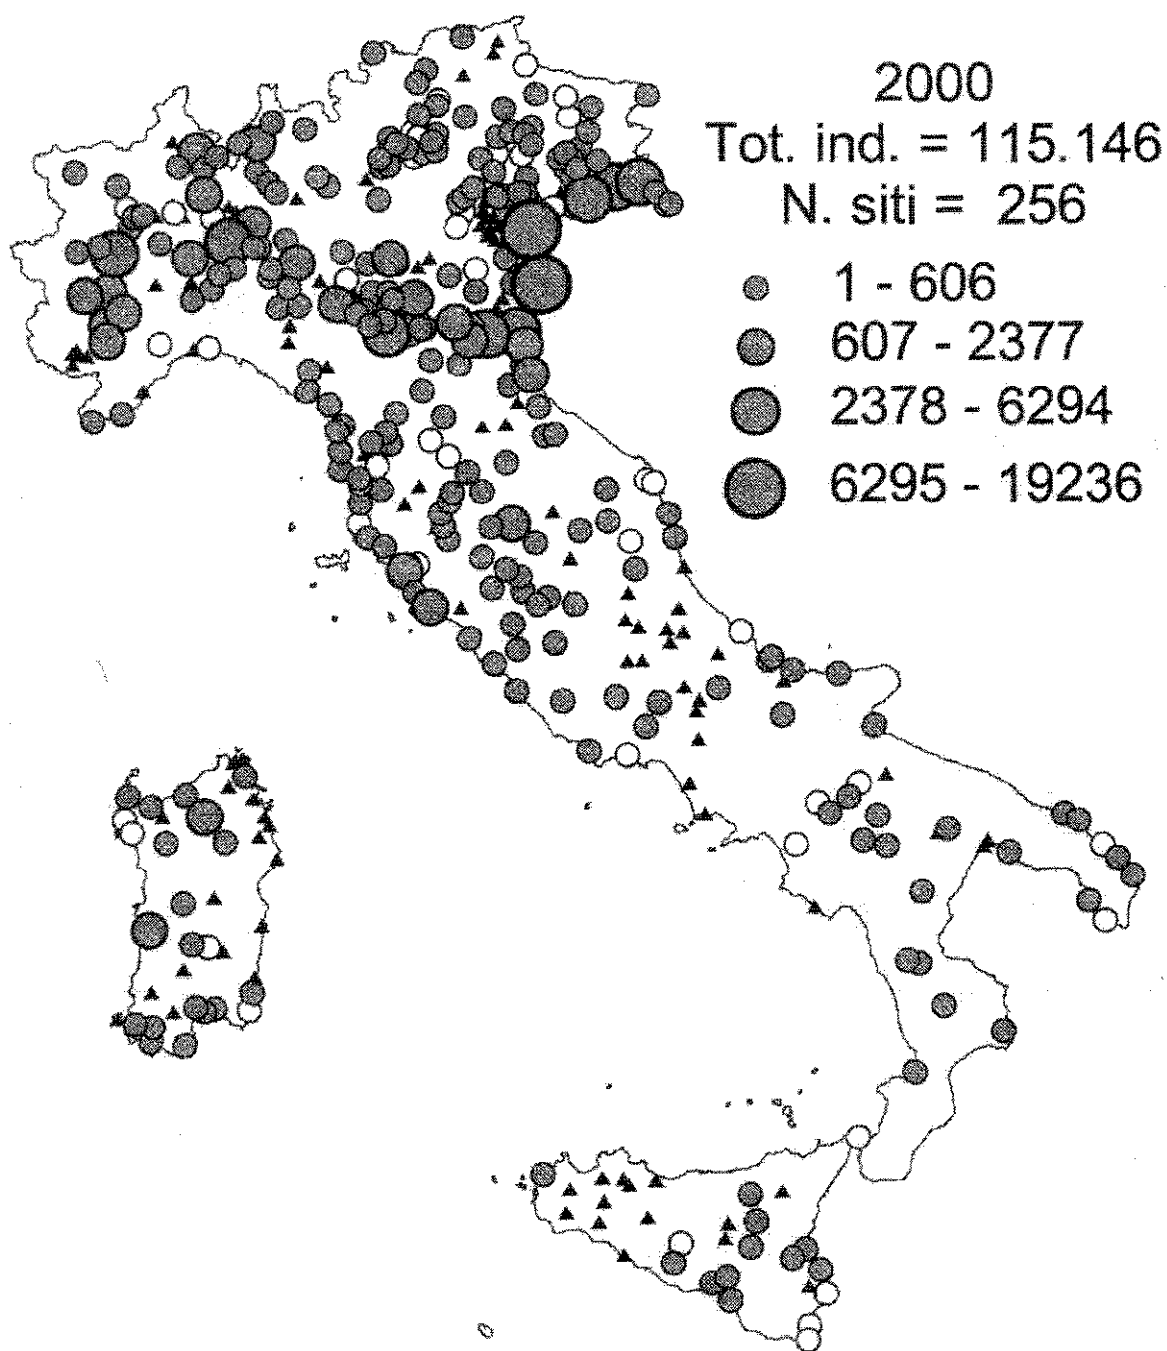 2000
Tot. ind. = 115.146
N. siti = 256
1 - 606
607 - 2377
2378 - 6294
6295 - 19236